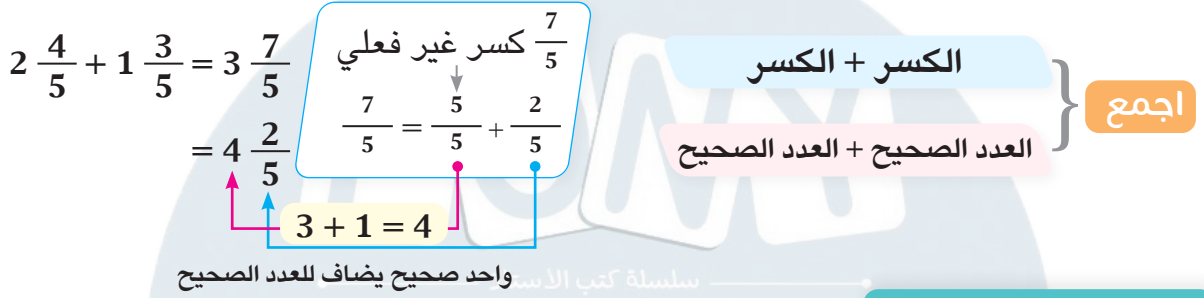 اجمع
الكسر + الكسر
العدد الصحيح + العدد الصحيح
2 4/5 + 1 3/5 = 3 7/5
= 4 2/5
7/5 كسر غير فعلي
7/5 = 5/5 + 2/5
3 + 1 = 4
واحد صحيح يضاف للعدد الصحيح
سلسلة كتب